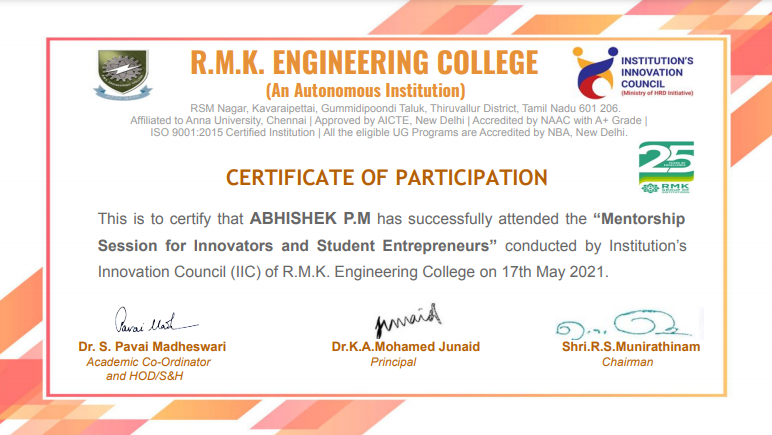 R.M.K. ENGINEERING COLLEGE
(An Autonomous Institution)
RSM Nagar, Kavaraipettai, Gummidipoondi Taluk, Thiruvallur District, Tamil Nadu 601 206.
Affiliated to Anna University, Chennai | Approved by AICTE, New Delhi | Accredited by NAAC with A+ Grade |
ISO 9001:2015 Certified Institution | All the eligible UG Programs are Accredited by NBA, New Delhi.
INSTITUTION'S
INNOVATION
COUNCIL
(Ministry of HRD Initiative)
25
RMK
CERTIFICATE OF PARTICIPATION
This is to certify that ABHISHEK P.M has successfully attended the “Mentorship
Session for Innovators and Student Entrepreneurs” conducted by Institution’s
Innovation Council (IIC) of R.M.K. Engineering College on 17th May 2021.
Dr. S. Pavai Madheswari
Academic Co-Ordinator
and HOD/S&H
Junaid
Dr.K.A.Mohamed Junaid
Principal
Shri.R.S.Munirathinam
Chairman